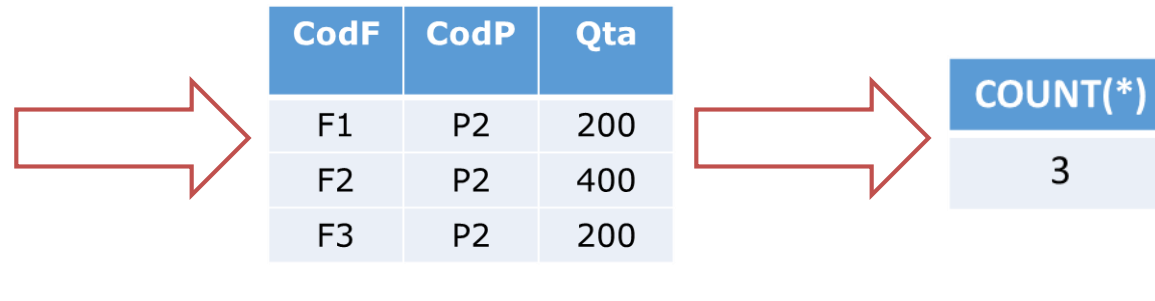 CodF CodP Qta
F1 P2 200
F2 P2 400
F3 P2 200
COUNT(*)
3